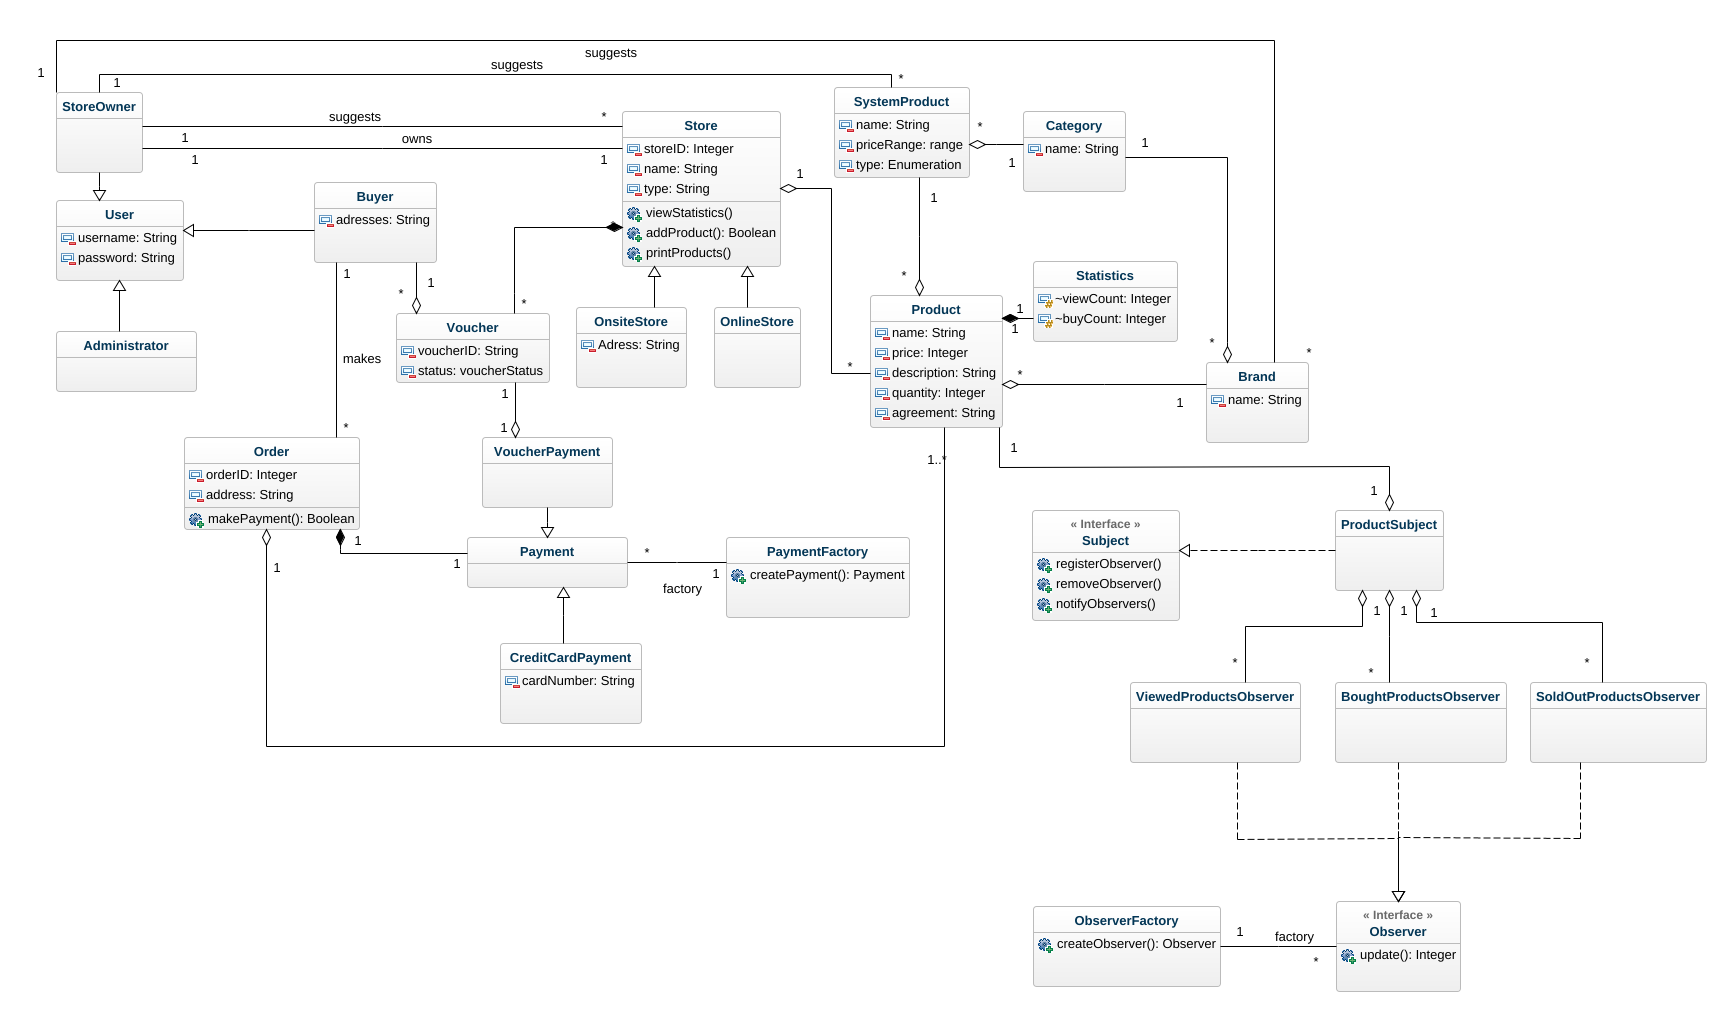 suggests
suggests
1
1
*
StoreOwner
suggests
*
1
owns
1
1
Store
storeID: Integer
name: String
type: String
viewStatistics()
addProduct(): Boolean
printProducts()
SystemProduct
name: String
priceRange: range
type: Enumeration
*
1
Category
name: String
1
1
1
User
username: String
password: String
Buyer
adresses: String
Administrator
1
1
*
*
*
Voucher
voucherID: String
status: voucherStatus
OnsiteStore
Adress: String
OnlineStore
*
Product
name: String
price: Integer
description: String
quantity: Integer
agreement: String
1
1
Statistics
~viewCount: Integer
~buyCount: Integer
*
*
*
*
1
Brand
name: String
makes
*
1
1
Order
orderID: Integer
address: String
makePayment(): Boolean
VoucherPayment
1..*
1
1
1
1
1
Payment
*
1
factory
PaymentFactory
createPayment(): Payment
CreditCardPayment
cardNumber: String
« Interface »
Subject
registerObserver()
removeObserver()
notifyObservers()
ProductSubject
1
1
1
*
*
*
ViewedProductsObserver
BoughtProductsObserver
SoldOutProductsObserver
ObserverFactory
createObserver(): Observer
1
factory
*
« Interface »
Observer
update(): Integer